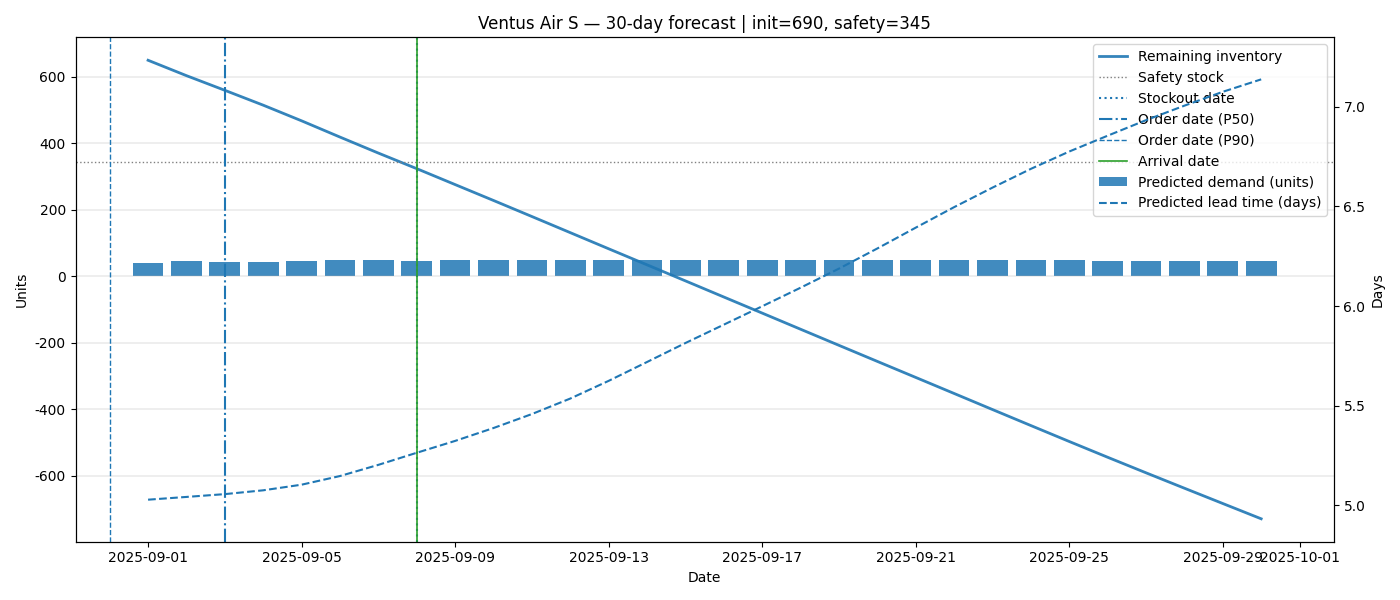 Ventus Air S — 30-day forecast | init=690, safety=345
Units
600
400
200
0
-200
-400
-600
Remaining inventory
Safety stock
Stockout date
Order date (P50)
Order date (P90)
Arrival date
Predicted demand (units)
Predicted lead time (days)
7.0
6.5
6.0
5.5
5.0
Days
2025-09-01
2025-09-05
2025-09-09
2025-09-13
2025-09-17
2025-09-21
2025-09-25
2025-09-29
2025-10-01
Date